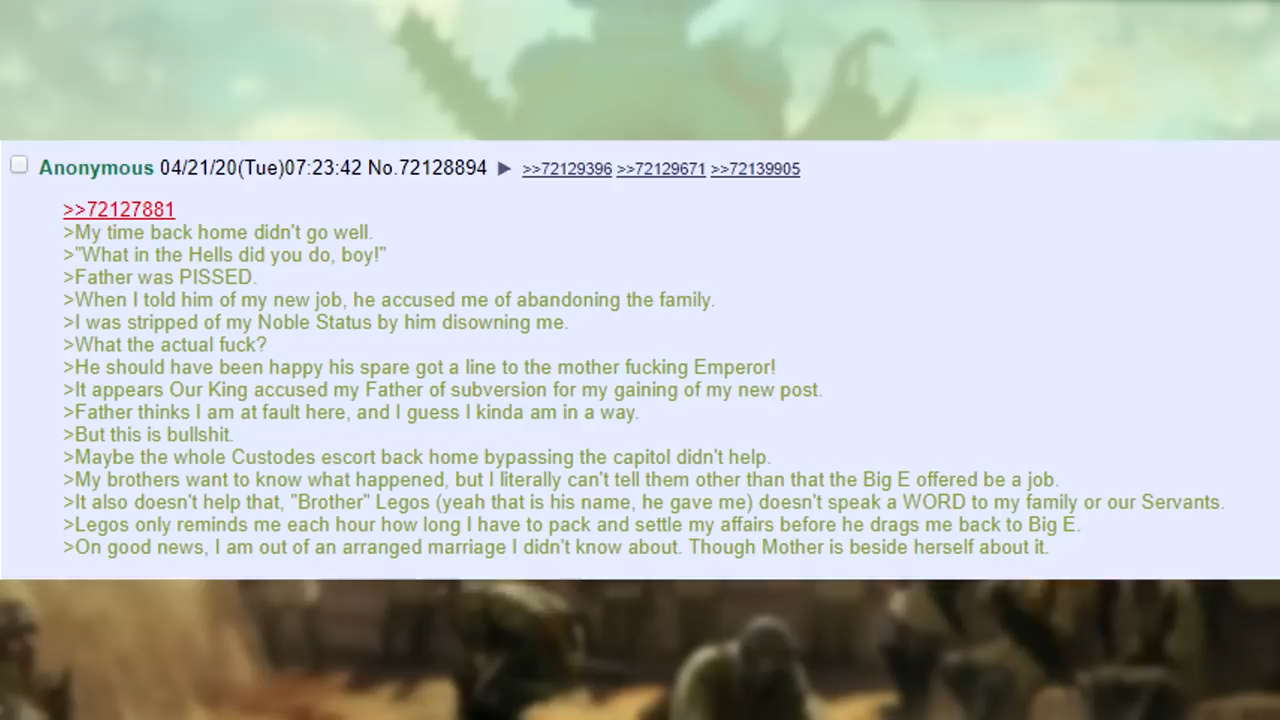 Anonymous 04/21/20(Tue)07:23:42 No.72128894 ▶ >>72129396 >>72129671 >>72139905
>>72127881
>My time back home didn't go well.
>"What in the Hells did you do, boy!"
>Father was PISSED.
>When I told him of my new job, he accused me of abandoning the family.
>I was stripped of my Noble Status by him disowning me.
>What the actual fuck?
>He should have been happy his spare got a line to the mother fucking Emperor!
>It appears Our King accused my Father of subversion for my gaining of my new post.
>Father thinks I am at fault here, and I guess I kinda am in a way.
>But this is bullshit.
>Maybe the whole Custodes escort back home bypassing the capitol didn't help.
>My brothers want to know what happened, but I literally can't tell them other than that the Big E offered be a job.
>It also doesn't help that, "Brother" Legos (yeah that is his name, he gave me) doesn't speak a WORD to my family or our Servants.
>Legos only reminds me each hour how long I have to pack and settle my affairs before he drags me back to Big E.
>On good news, I am out of an arranged marriage I didn't know about. Though Mother is beside herself about it.